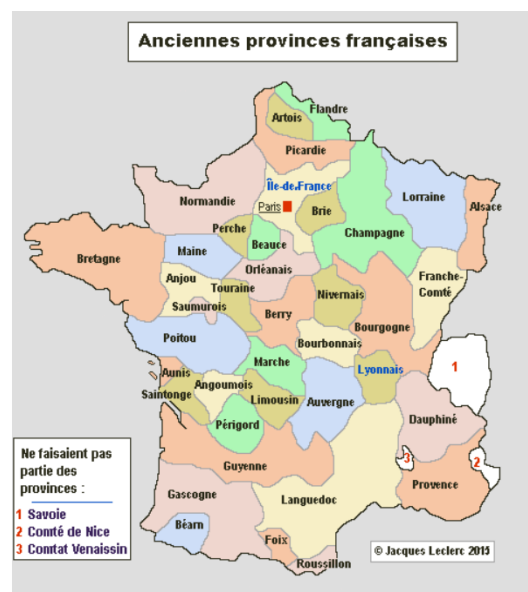 Anciennes provinces françaises
Flandre
Artois
Picardie
Île-de-France
Normandie
Paris
Brie
Lorraine
Alsace
Perche
Beauce
Champagne
Bretagne
Maine
Orléanais
Anjou
Touraine
Nivernais
Franche-
Comté
Saumurois
Berry
Bourgogne
Poitou
Bourbonnais
Marche
Lyonnais
1
Aunis
Angoumois
Saintonge
Limousin
Auvergne
Dauphiné
Périgord
Guyenne
3
2
Provence
Gascogne
Languedoc
Béarn
Foix
Roussillon
Ne faisaient pas
partie des
provinces :
1 Savoie
2 Comté de Nice
3 Comtat Venaissin
© Jacques Leclerc 2015